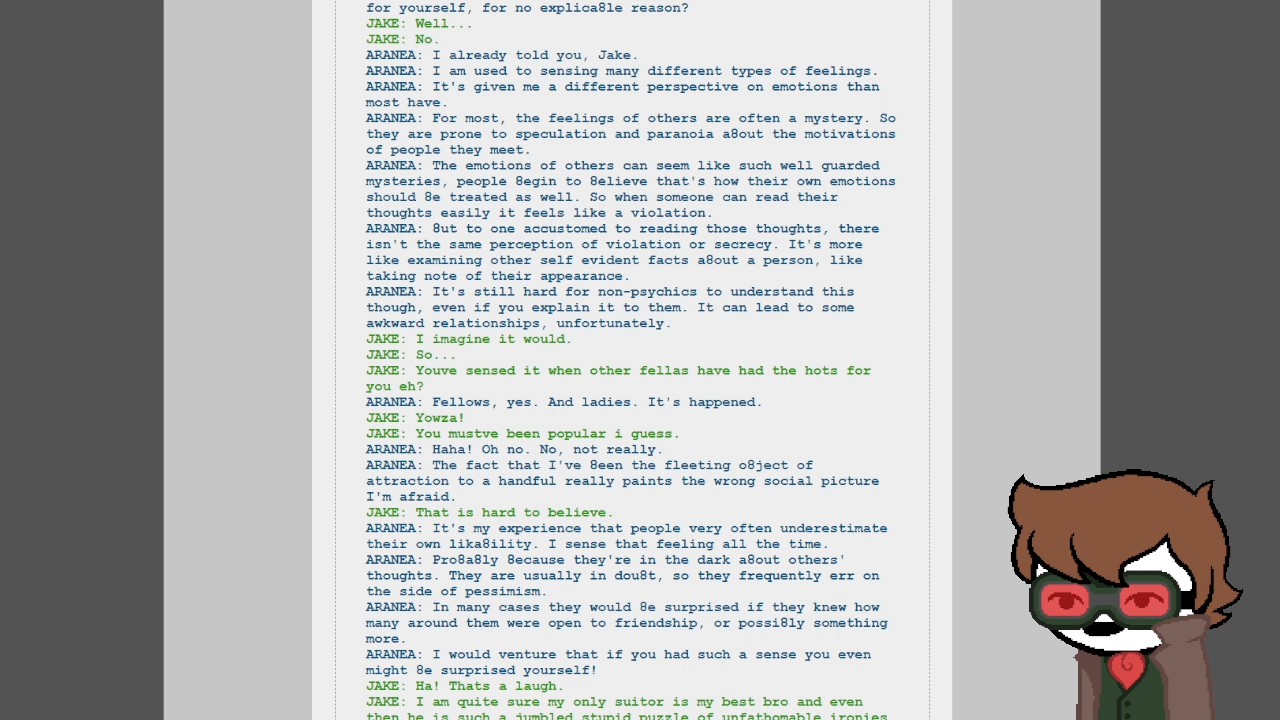 for yourself, for no explica8le reason?
JAKE: Well...
JAKE: No.
ARANEA: I already told you, Jake.
ARANEA: I am used to sensing many different types of feelings.
ARANEA: It's given me a different perspective on emotions than
most have.
ARANEA: For most, the feelings of others are often a mystery. So
they are prone to speculation and paranoia a8out the motivations
of people they meet.
ARANEA: The emotions of others can seem like such well guarded
mysteries, people 8egin to 8elieve that's how their own emotions
should 8e treated as well. So when someone can read their
thoughts easily it feels like a violation.
ARANEA: 8ut to one accustomed to reading those thoughts, there
isn't the same perception of violation or secrecy. It's more
like examining other self evident facts a8out a person, like
taking note of their appearance.
ARANEA: It's still hard for non-psychics to understand this
though, even if you explain it to them. It can lead to some
awkward relationships, unfortunately.
JAKE: I imagine it would.
JAKE: So...
JAKE: Youve sensed it when other fellas have had the hots for
you eh?
ARANEA: Fellows, yes. And ladies. It's happened.
JAKE: Yowza!
JAKE: You mustve been popular i guess.
ARANEA: Haha! Oh no. No, not really.
ARANEA: The fact that I've 8een the fleeting o8ject of
attraction to a handful really paints the wrong social picture
I'm afraid.
JAKE: That is hard to believe.
ARANEA: It's my experience that people very often underestimate
their own lika8ility. I sense that feeling all the time.
ARANEA: Pro8a8ly 8ecause they're in the dark a8out others'
thoughts. They are usually in dou8t, so they frequently err on
the side of pessimism.
ARANEA: In many cases they would 8e surprised if they knew how
many around them were open to friendship, or possi8ly something
more.
ARANEA: I would venture that if you had such a sense you even
might 8e surprised yourself!
JAKE: Ha! Thats a laugh.
JAKE: I am quite sure my only suitor is my best bro and even
then he is such a jumbled stupid puzzle of unfathomable ironies